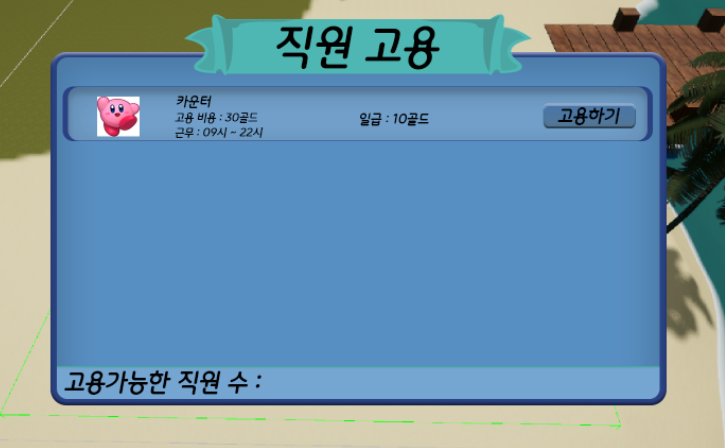 직원 고용
카운터
고용 비용 : 30골드
근무 : 09시 ~ 22시
일급 : 10골드
고용하기
고용가능한 직원 수 :